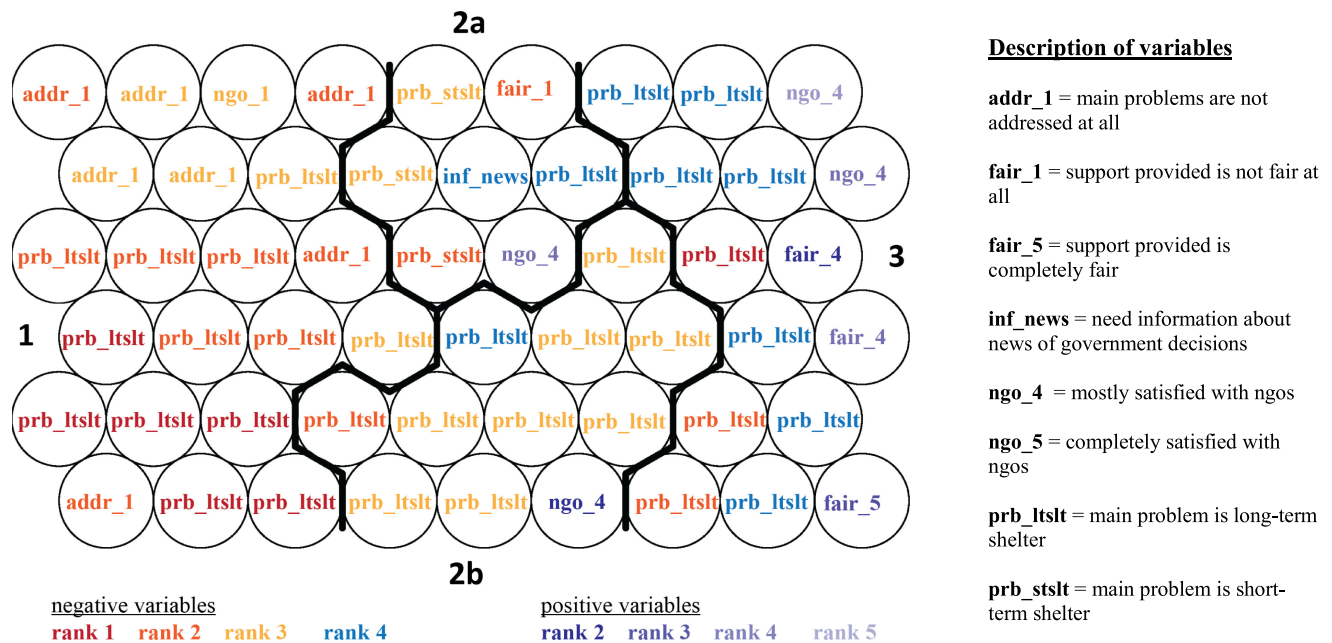 2a
addr_1 addr_1 ngo_1 addr_1 prb_stslt fair_1 prb_ltslt prb_ltslt ngo_4
addr_1 addr_1 prb_ltslt prb_stslt inf_news prb_ltslt prb_ltslt prb_ltslt ngo_4
prb_ltslt prb_ltslt prb_ltslt addr_1 prb_stslt ngo_4 prb_ltslt prb_ltslt fair_4 3
1 prb_ltslt prb_ltslt prb_ltslt prb_ltslt prb_ltslt prb_ltslt prb_ltslt prb_ltslt fair_4
prb_ltslt prb_ltslt prb_ltslt prb_ltslt prb_ltslt prb_ltslt prb_ltslt prb_ltslt prb_ltslt
addr_1 prb_ltslt prb_ltslt prb_ltslt prb_ltslt ngo_4 prb_ltslt prb_ltslt fair_5
2b
negative variables
rank 1 rank 2 rank 3 rank 4
positive variables
rank 2 rank 3 rank 4 rank 5
Description of variables
addr_1 = main problems are not
addressed at all
fair_1 = support provided is not fair at
all
fair_5 = support provided is
completely fair
inf_news = need information about
news of government decisions
ngo_4 = mostly satisfied with ngos
ngo_5 = completely satisfied with
ngos
prb_ltslt = main problem is long-term
shelter
prb_stslt = main problem is short-
term shelter